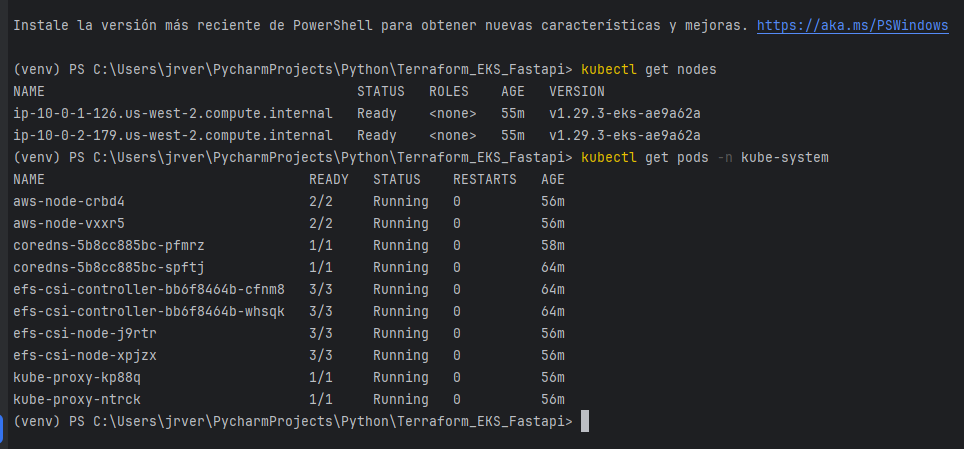 Instale la versión más reciente de PowerShell para obtener nuevas características y mejoras. https://aka.ms/PSWindows
(venv) PS C:\Users\jrver\PycharmProjects\Python\Terraform_EKS_Fastapi> kubectl get nodes
NAME STATUS ROLES AGE VERSION
ip-10-0-1-126.us-west-2.compute.internal Ready <none> 55m v1.29.3-eks-ae9a62a
ip-10-0-2-179.us-west-2.compute.internal Ready <none> 55m v1.29.3-eks-ae9a62a
(venv) PS C:\Users\jrver\PycharmProjects\Python\Terraform_EKS_Fastapi> kubectl get pods -n kube-system
NAME READY STATUS RESTARTS AGE
aws-node-crbd4 2/2 Running 0 56m
aws-node-vxxr5 2/2 Running 0 56m
coredns-5b8cc885bc-pfmrz 1/1 Running 0 58m
coredns-5b8cc885bc-spftj 1/1 Running 0 64m
efs-csi-controller-bb6f8464b-cfnm8 3/3 Running 0 64m
efs-csi-controller-bb6f8464b-whsqk 3/3 Running 0 64m
efs-csi-node-j9rtr 3/3 Running 0 56m
efs-csi-node-xpjzx 3/3 Running 0 56m
kube-proxy-kp88q 1/1 Running 0 56m
kube-proxy-ntrck 1/1 Running 0 56m
(venv) PS C:\Users\jrver\PycharmProjects\Python\Terraform_EKS_Fastapi>